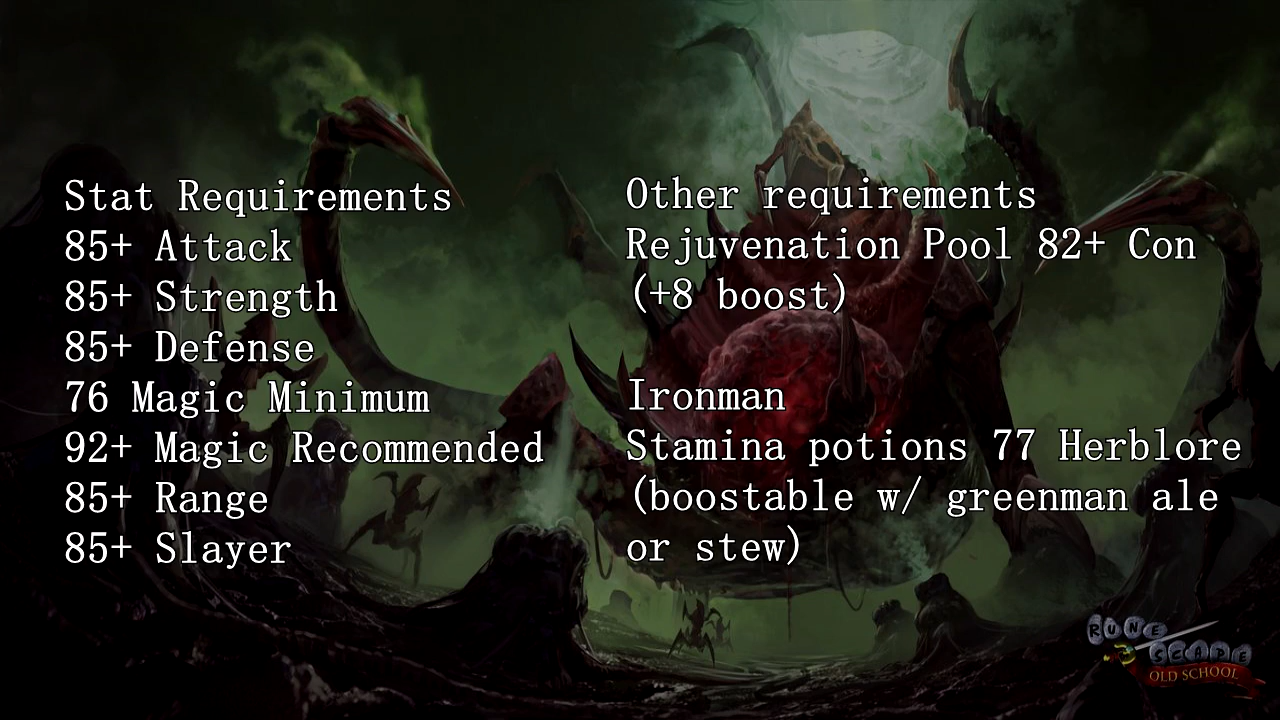 Stat Requirements
85+ Attack
85+ Strength
85+ Defense
76 Magic Minimum
92+ Magic Recommended
85+ Range
85+ Slayer
Other requirements
Rejuvenation Pool 82+ Con
(+8 boost)
Ironman
Stamina potions 77 Herblore
(boostable w/ greenman ale
or stew)
RUNE
SCAPE
OLD SCHOOL